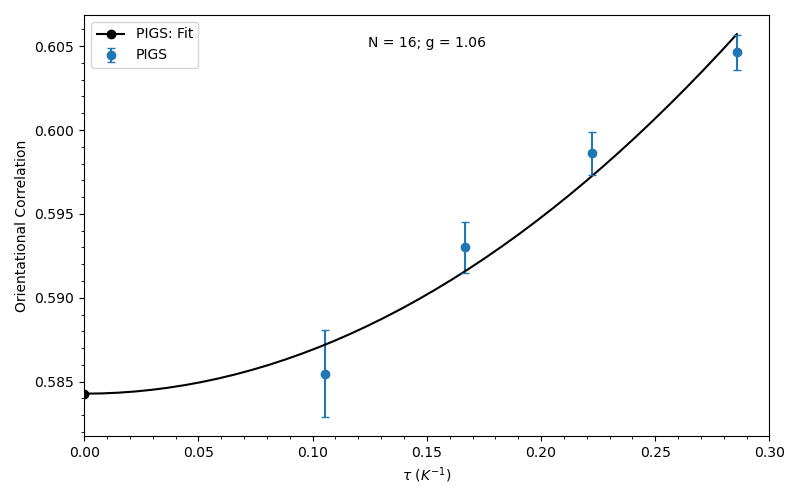 PIGS: Fit
PIGS
N = 16; g = 1.06
Orientational Correlation
0.605
0.600
0.595
0.590
0.585
0.00 0.05 0.10 0.15 0.20 0.25 0.30
τ (K⁻¹)